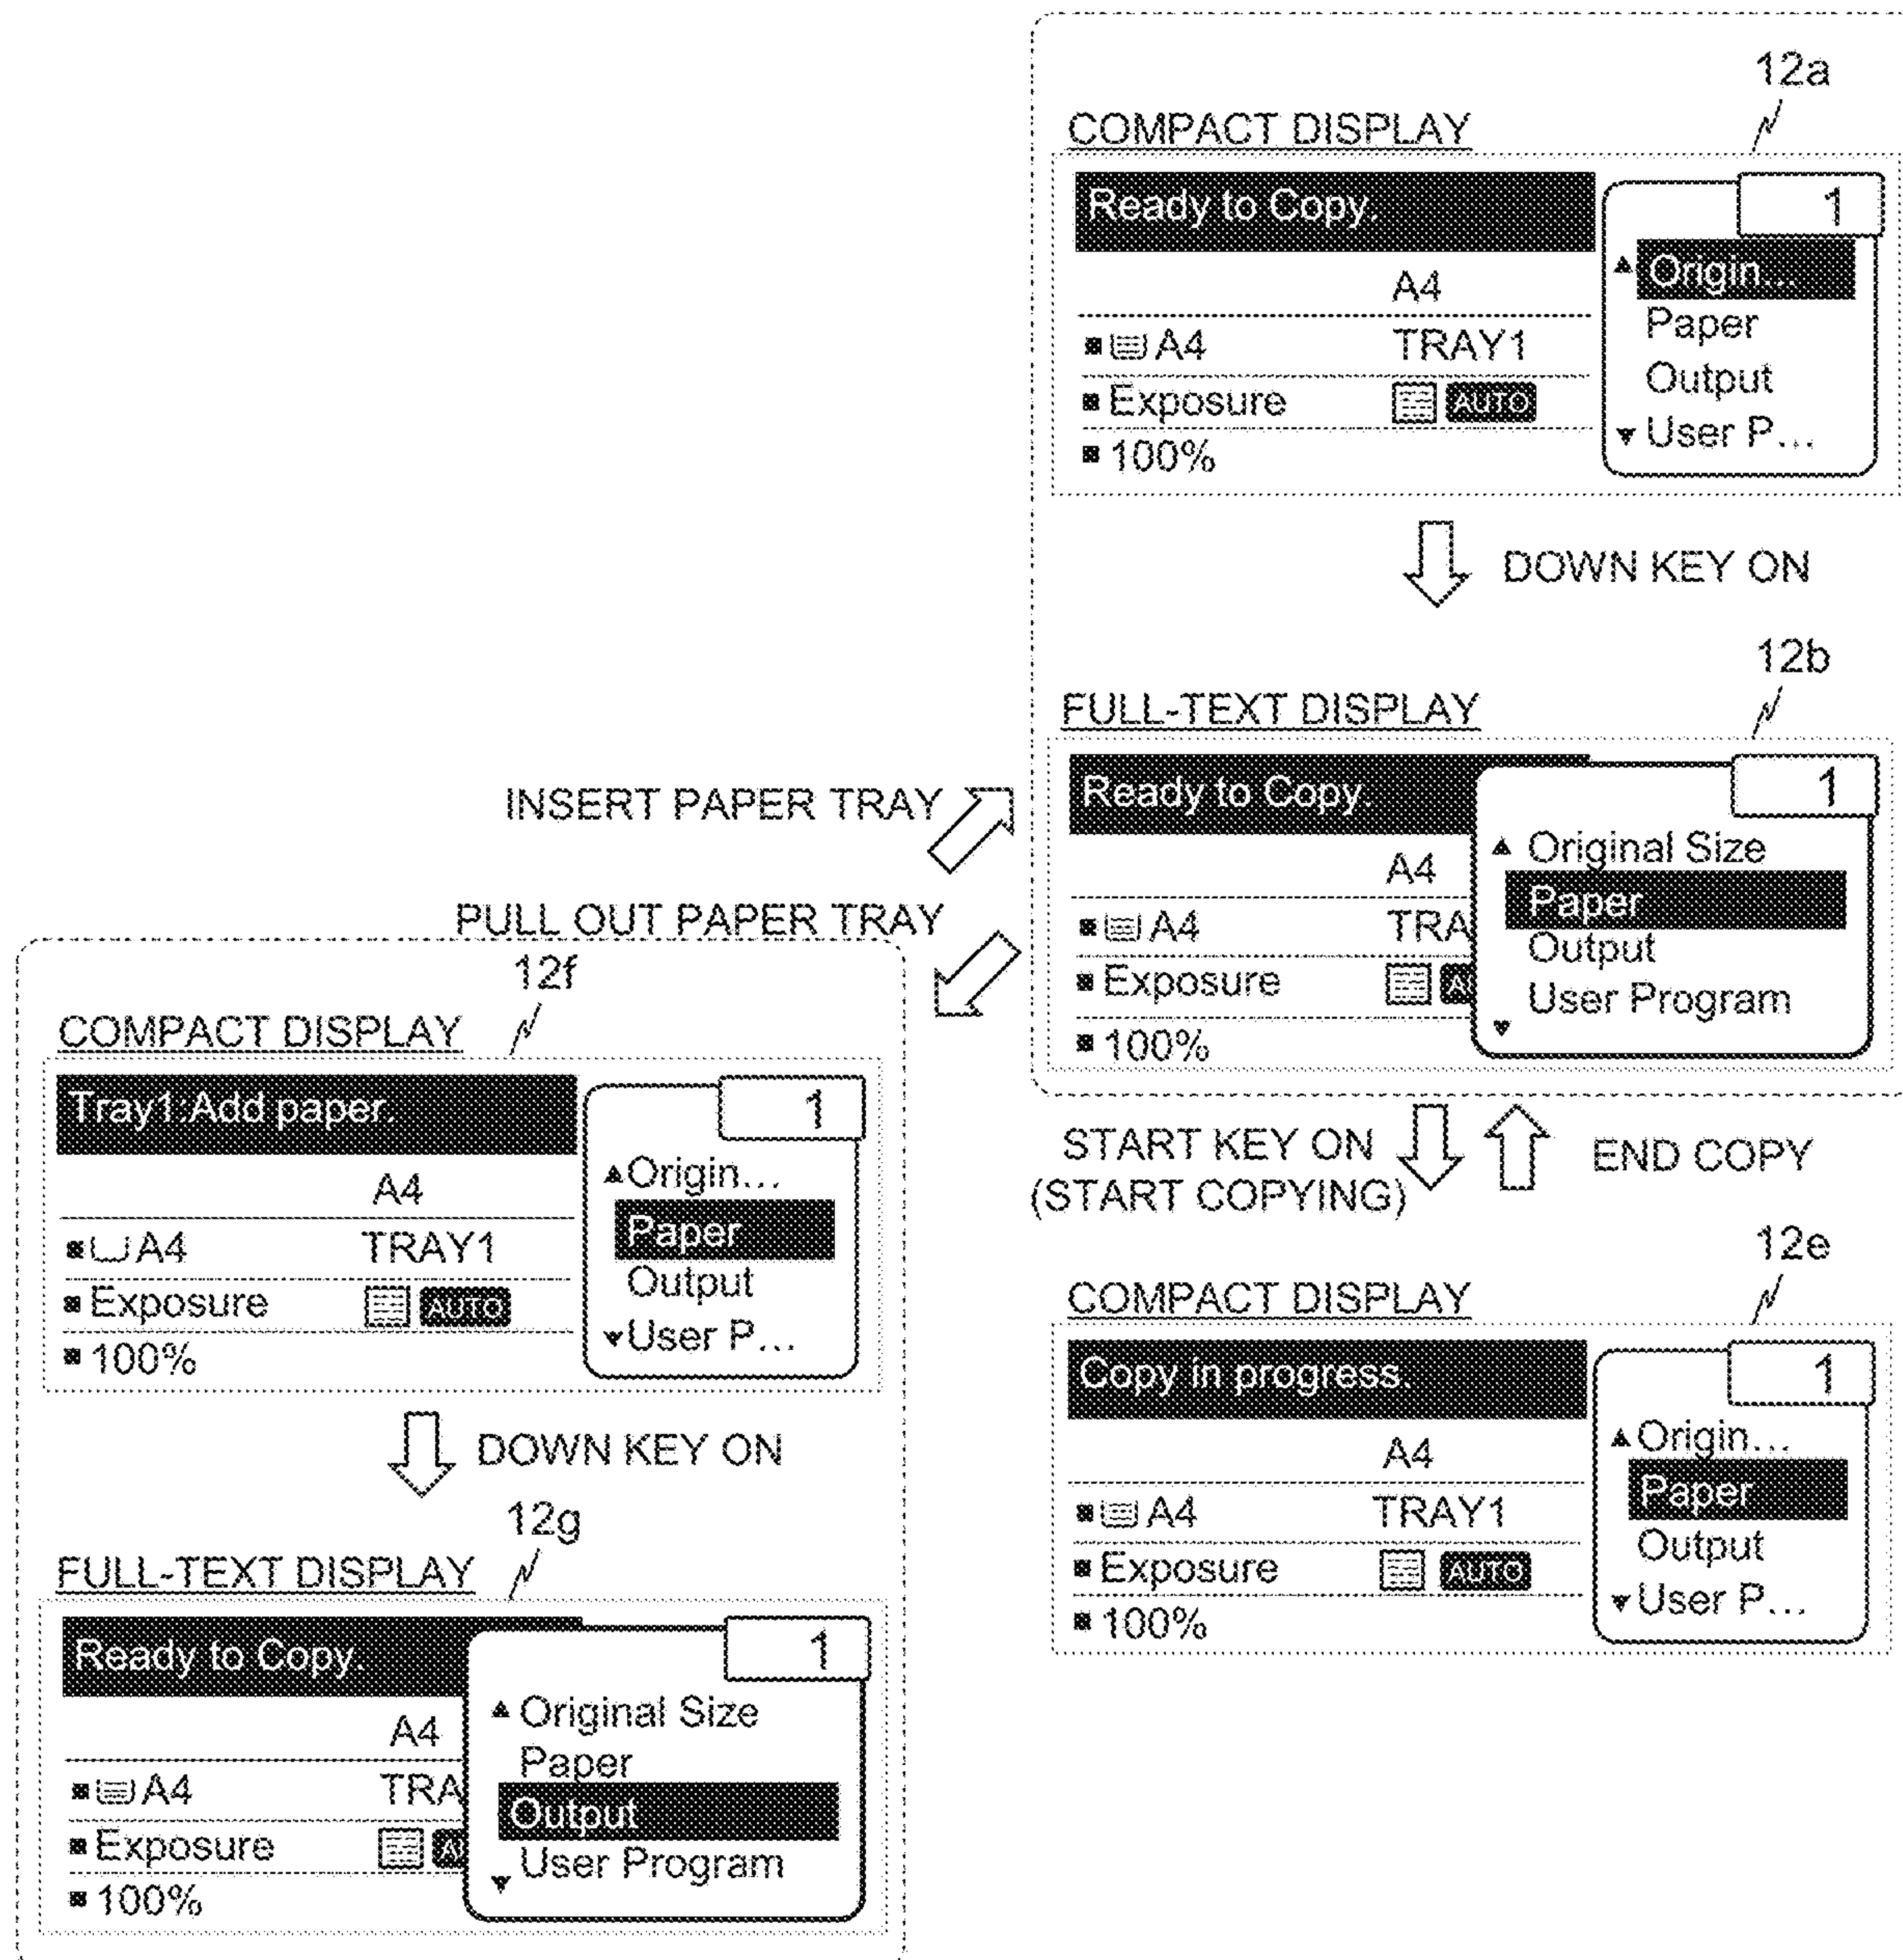 12a
COMPACT DISPLAY
Ready to Copy.
1
A4
A4 TRAY1
Exposure AUTO
100%
Origin...
Paper
Output
User P...
DOWN KEY ON
12b
FULL-TEXT DISPLAY
Ready to Copy.
1
A4
A4 TRA
Exposure A
100%
Original Size
Paper
Output
User Program
INSERT PAPER TRAY
PULL OUT PAPER TRAY
12f
COMPACT DISPLAY
Tray1:Add paper.
1
A4
A4 TRAY1
Exposure AUTO
100%
Origin...
Paper
Output
User P...
DOWN KEY ON
12g
FULL-TEXT DISPLAY
Ready to Copy.
1
A4
A4 TRA
Exposure A
100%
Original Size
Paper
Output
User Program
START KEY ON
(START COPYING)
END COPY
12e
COMPACT DISPLAY
Copy in progress.
1
A4
A4 TRAY1
Exposure AUTO
100%
Origin...
Paper
Output
User P...